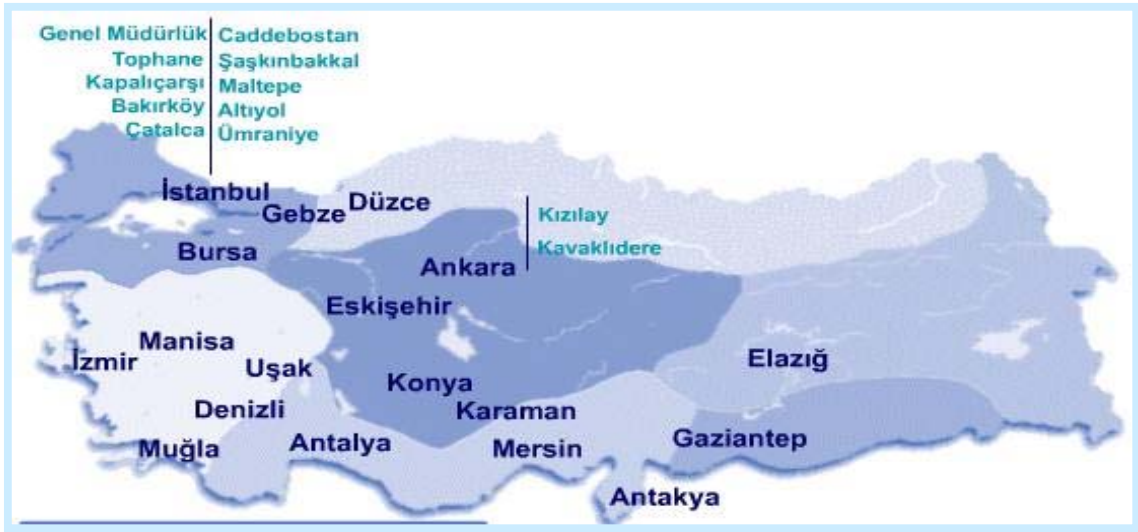 Genel Müdürlük
Tophane
Kapalıçarşı
Bakırköy
Çatalca
Caddebostan
Şaşkınbakkal
Maltepe
Altıyol
Ümraniye
İstanbul
Gebze
Düzce
Kızılay
Kavaklıdere
Bursa
Ankara
Eskişehir
Manisa
İzmir
Uşak
Elazığ
Konya
Denizli
Karaman
Muğla
Antalya
Mersin
Gaziantep
Antakya